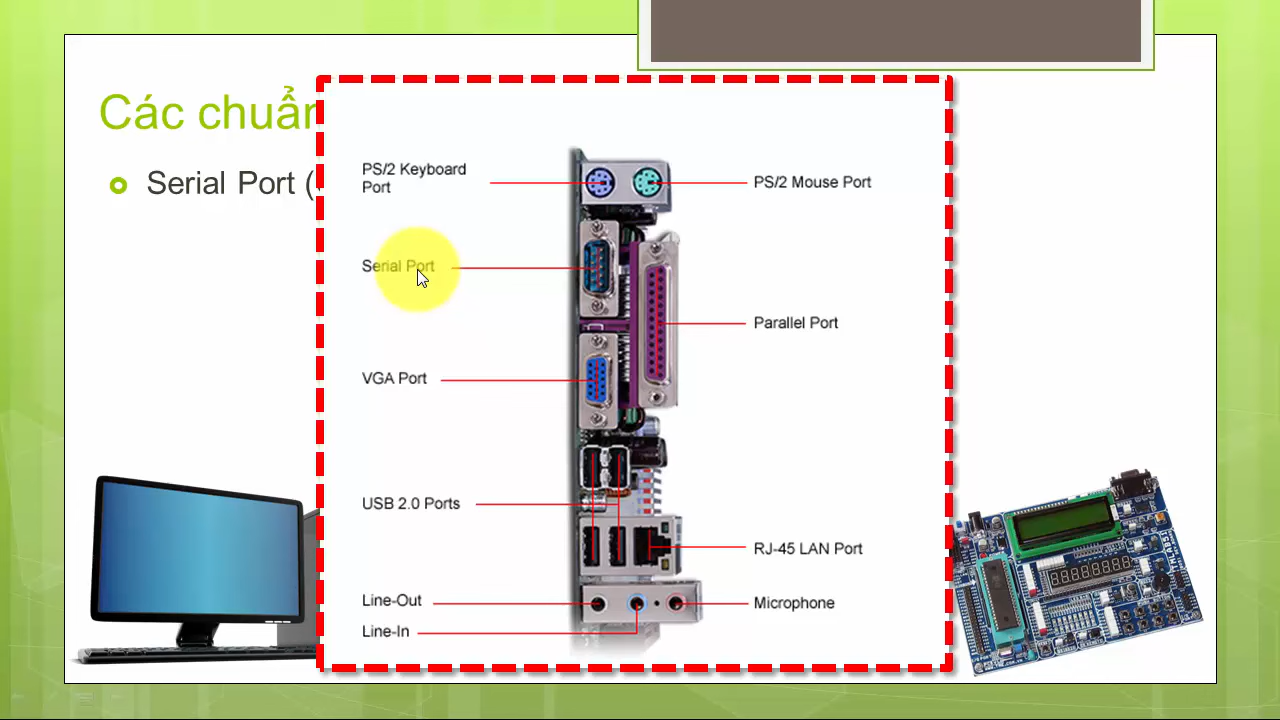 Các chuẩn
Serial Port (
PS/2 Keyboard
Port
PS/2 Mouse Port
Serial Port
Parallel Port
VGA Port
USB 2.0 Ports
RJ-45 LAN Port
Line-Out
Microphone
Line-In